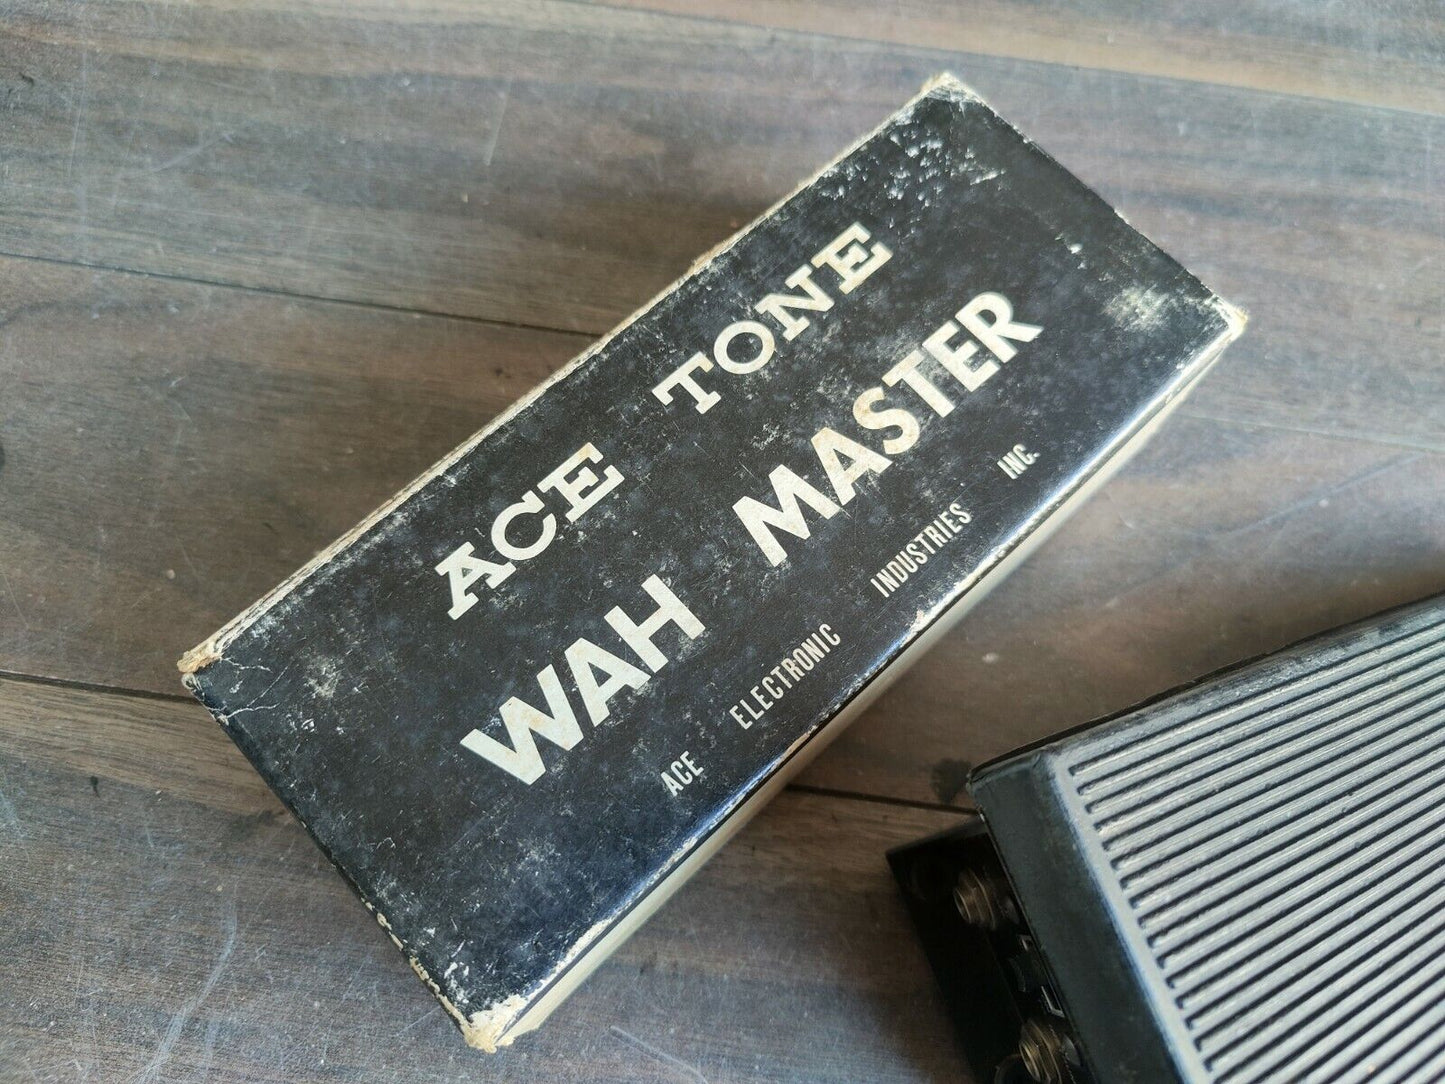 ACE TONE
WAH MASTER
ACE ELECTRONIC INDUSTRIES INC.